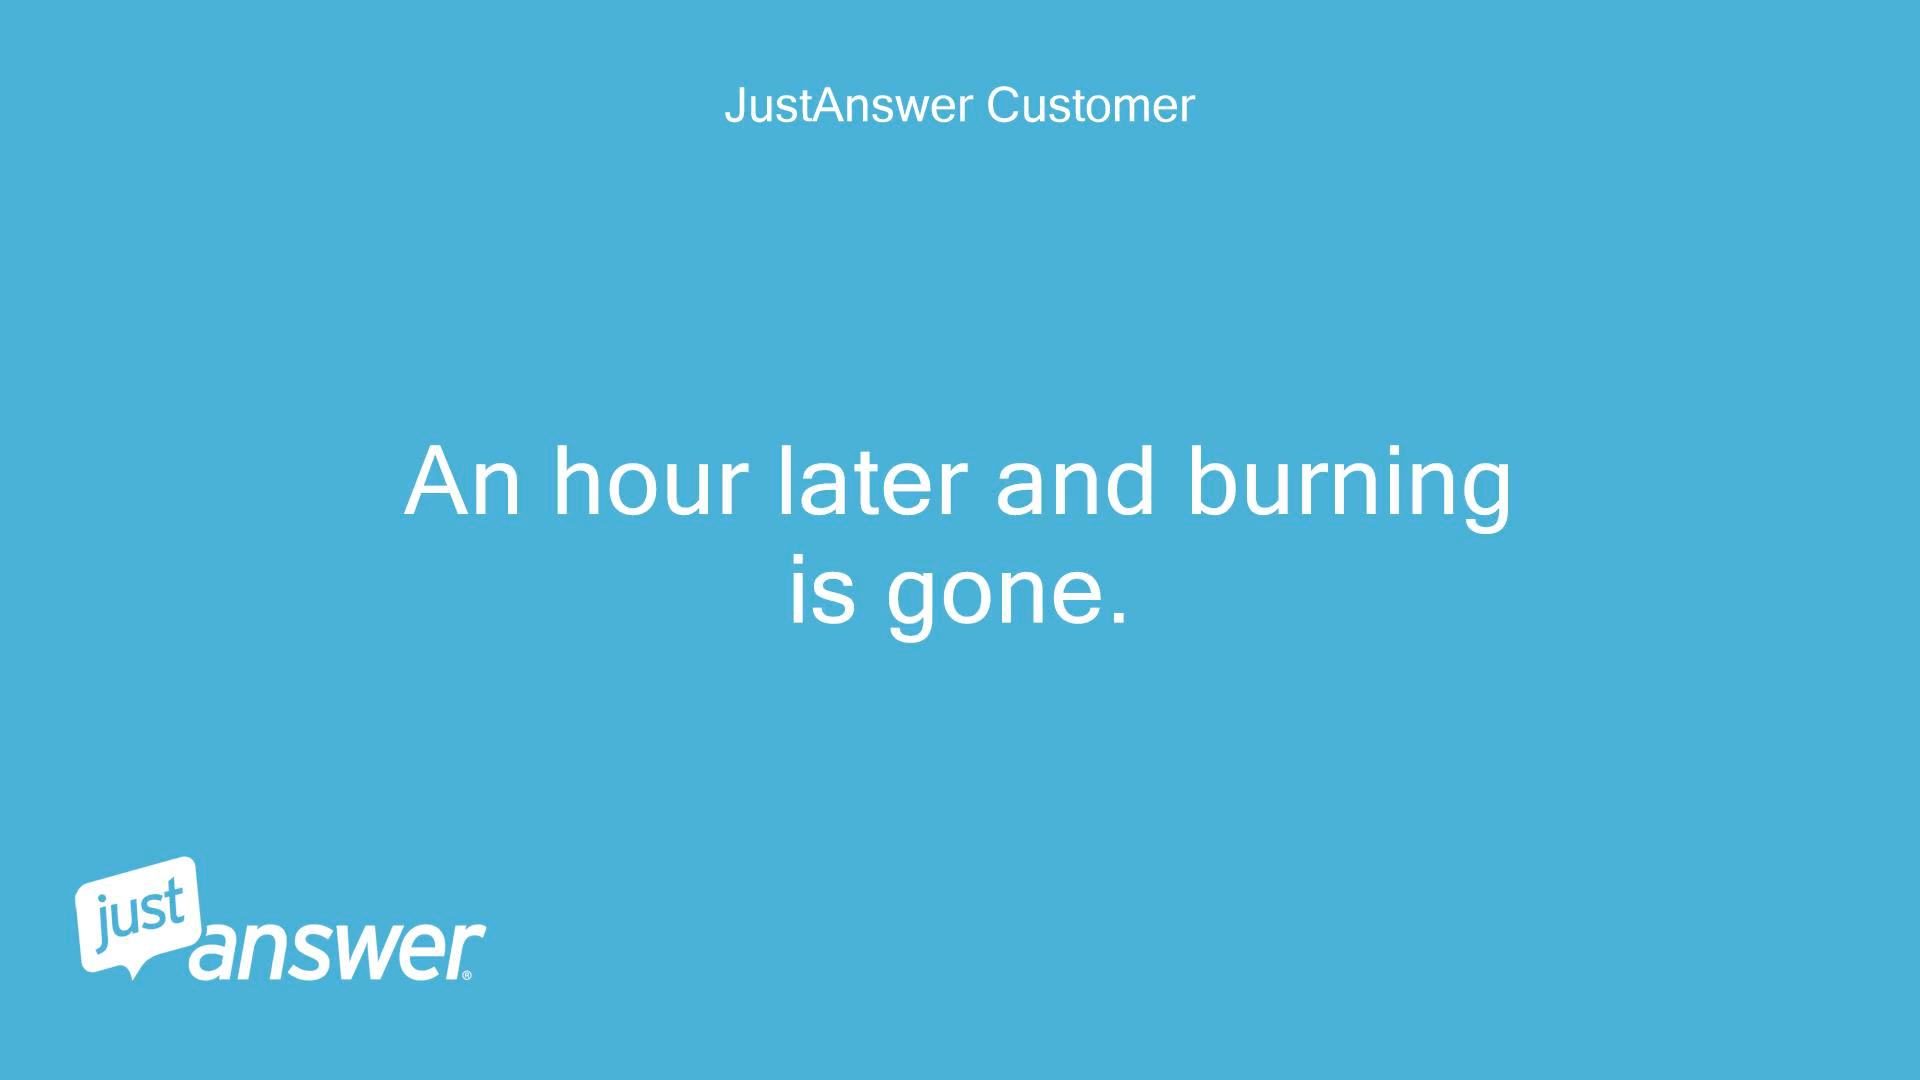 JustAnswer Customer
An hour later and burning
is gone.
just
answer®